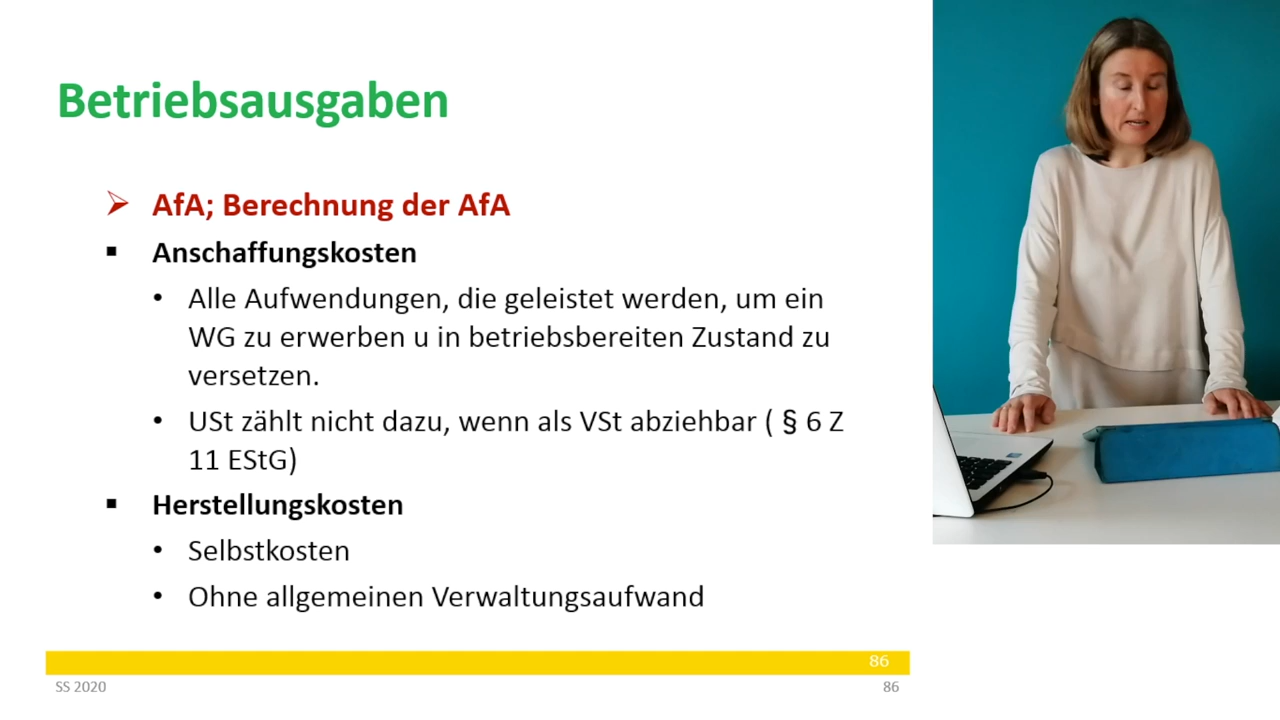 Betriebsausgaben
AfA; Berechnung der AfA
Anschaffungskosten
Alle Aufwendungen, die geleistet werden, um ein
WG zu erwerben u in betriebsbereiten Zustand zu
versetzen.
USt zählt nicht dazu, wenn als VSt abziehbar ( § 6 Z
11 EStG)
Herstellungskosten
Selbstkosten
Ohne allgemeinen Verwaltungsaufwand
86
SS 2020
86